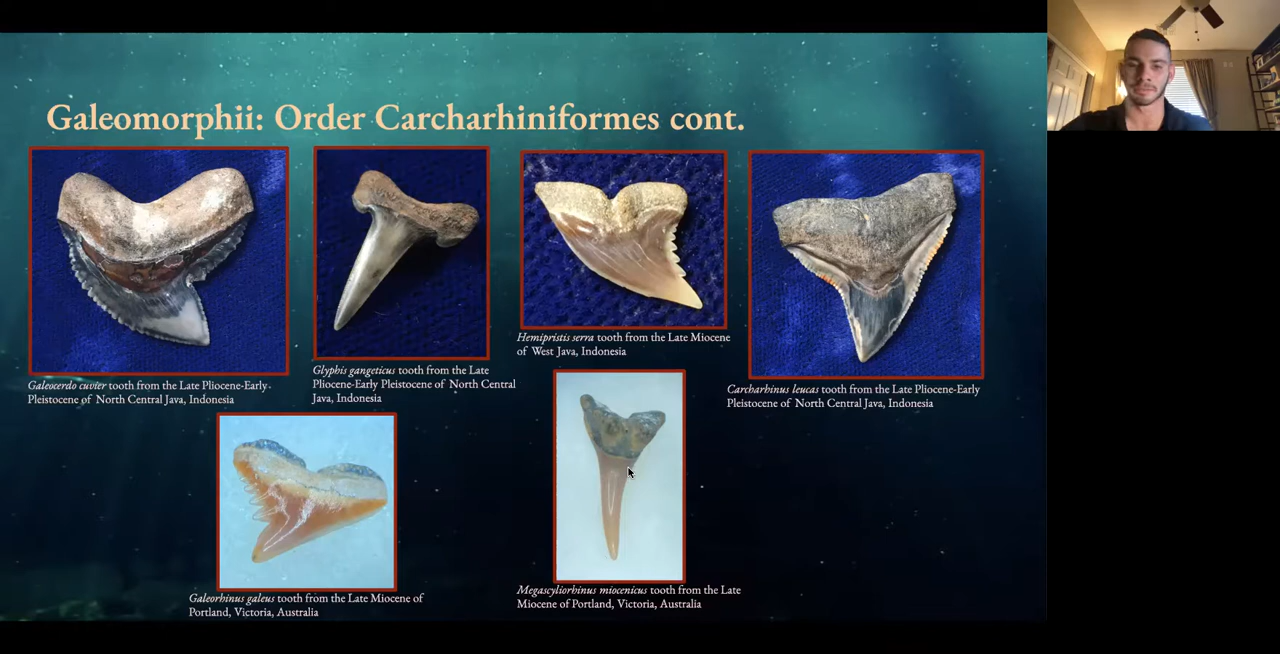 Galeomorphii: Order Carcharhiniformes cont.
Galeocerdo cuvier tooth from the Late Pliocene-Early
Pleistocene of North Central Java, Indonesia
Glyphis gangeticus tooth from the Late
Pliocene-Early Pleistocene of North Central
Java, Indonesia
Hemipristis serra tooth from the Late Miocene
of West Java, Indonesia
Carcharhinus leucas tooth from the Late Pliocene-Early
Pleistocene of North Central Java, Indonesia
Galeorhinus galeus tooth from the Late Miocene of
Portland, Victoria, Australia
Megascyliorhinus miocenicus tooth from the Late
Miocene of Portland, Victoria, Australia